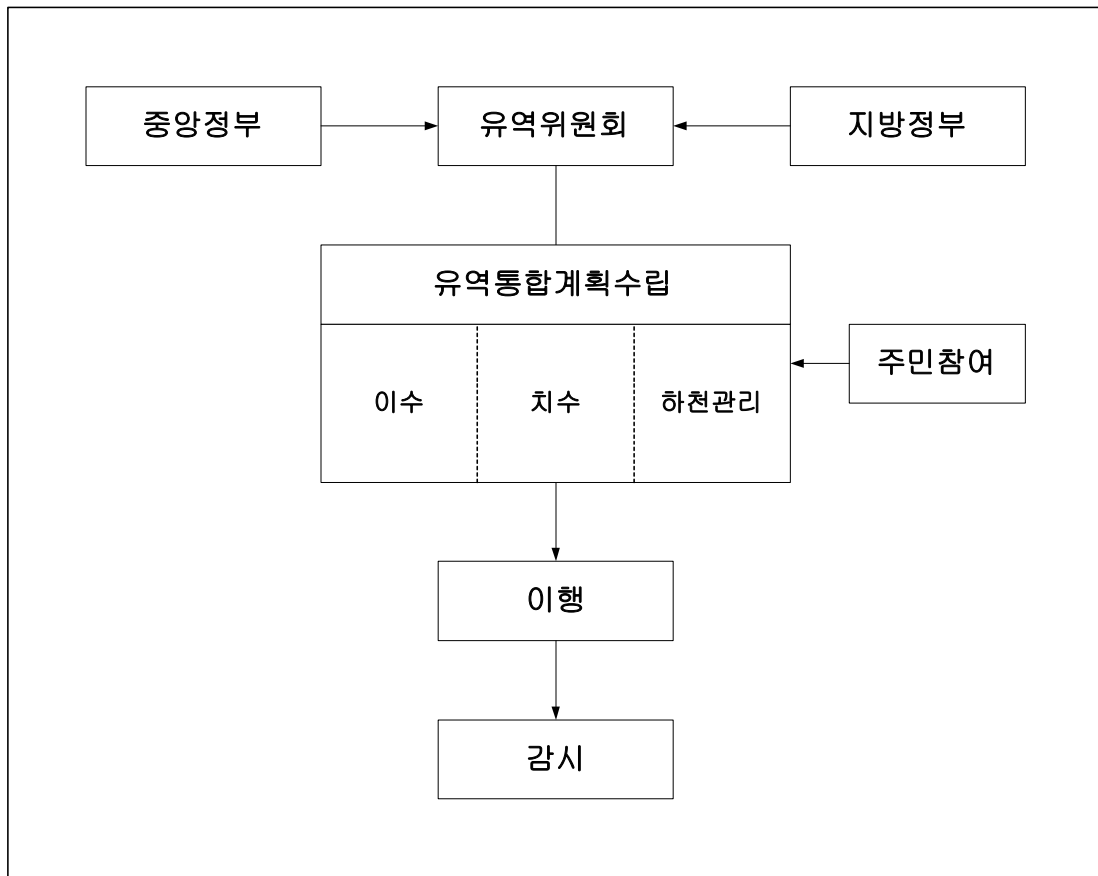 중앙정부
유역위원회
지방정부
유역통합계획수립
주민참여
이수
치수
하천관리
이행
감시